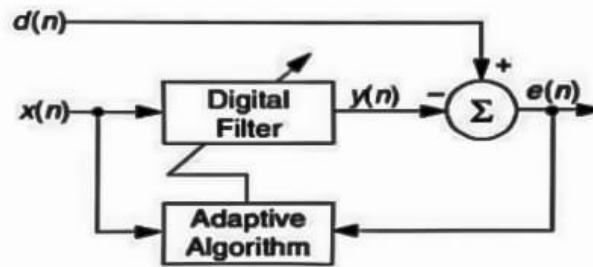 d(n)
x(n)
Digital
Filter
y(n)
−
+
Σ
e(n)
Adaptive
Algorithm